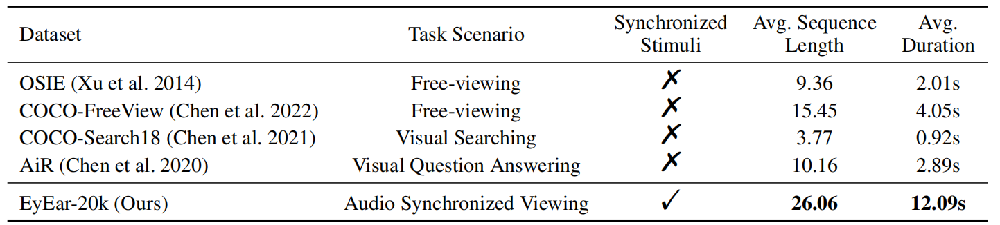 Dataset Task Scenario Synchronized Stimuli Avg. Sequence Length Avg. Duration
OSIE (Xu et al. 2014) Free-viewing ✗ 9.36 2.01s
COCO-FreeView (Chen et al. 2022) Free-viewing ✗ 15.45 4.05s
COCO-Search18 (Chen et al. 2021) Visual Searching ✗ 3.77 0.92s
AiR (Chen et al. 2020) Visual Question Answering ✗ 10.16 2.89s
EyEar-20k (Ours) Audio Synchronized Viewing ✓ 26.06 12.09s